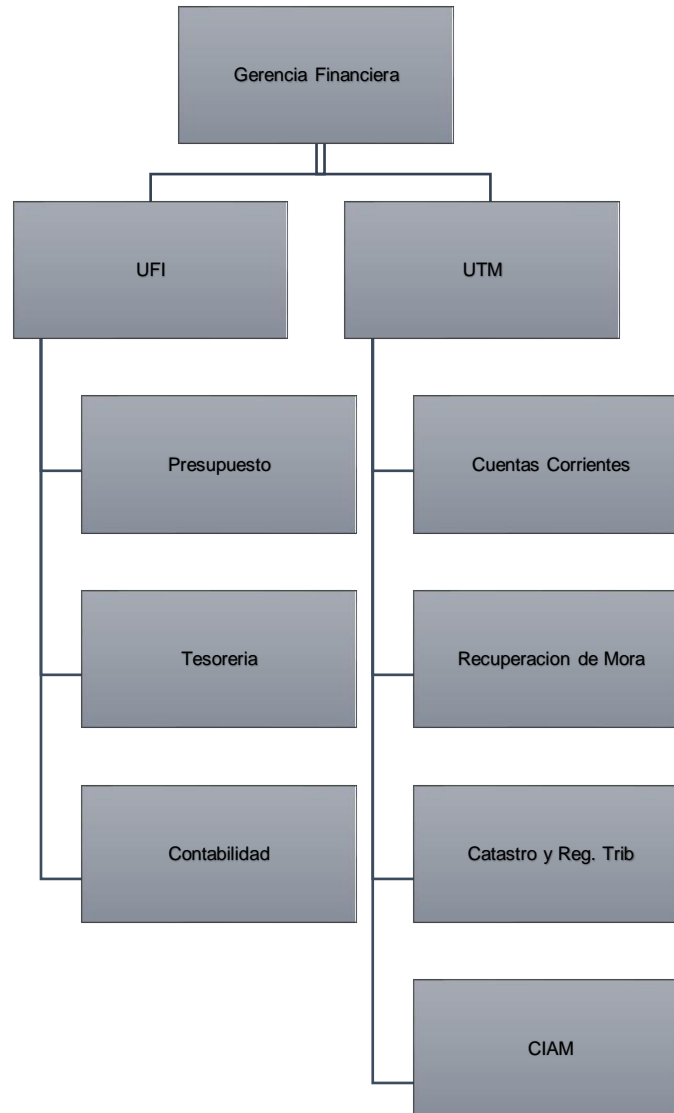 Gerencia Financiera
UFI
UTM
Presupuesto
Cuentas Corrientes
Tesoreria
Recuperacion de Mora
Contabilidad
Catastro y Reg. Trib
CIAM